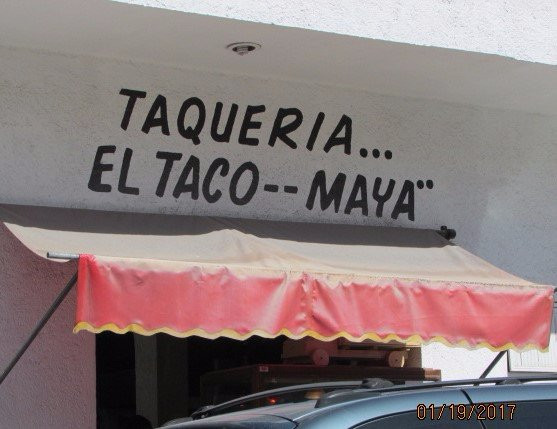 TAQUERIA...
EL TACO-- MAYA¨
01/19/2017